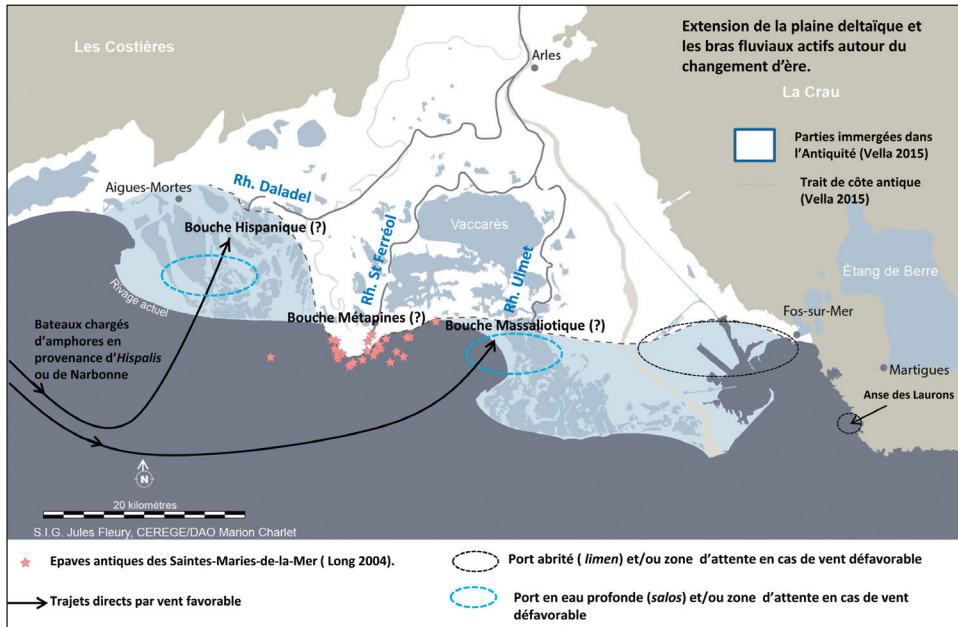 Les Costières
Extension de la plaine deltaïque et
les bras fluviaux actifs autour du
changement d'ère.
Arles
La Crau
Parties immergées dans
l'Antiquité (Vella 2015)
Trait de côte antique
(Vella 2015)
Aigues-Mortes
Rh. Daladel
Bouche Hispanique (?)
Rh. St Ferréol
Vaccarès
Rh. Ulmet
Étang de Berre
Rivage actuel
Bouche Métapines (?)
Bouche Massaliotique (?)
Fos-sur-Mer
Bateaux chargés
d'amphores en
provenance d'Hispalis
ou de Narbonne
Martigues
Anse des Laurons
N
20 kilomètres
S.I.G. Jules Fleury, CEREGE/DAO Marion Charlet
Epaves antiques des Saintes-Maries-de-la-Mer ( Long 2004).
Trajets directs par vent favorable
Port abrité ( limen) et/ou zone d'attente en cas de vent défavorable
Port en eau profonde (salos) et/ou zone d'attente en cas de vent
défavorable